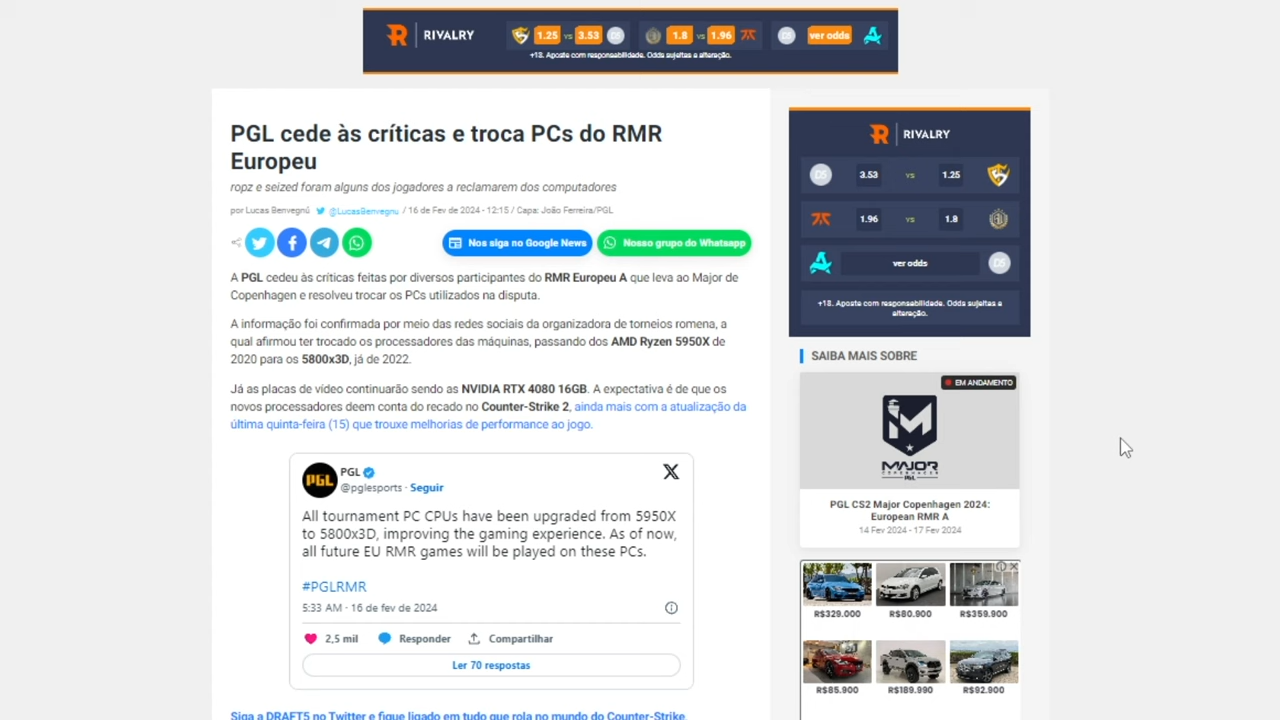 RIVALRY
1.25 vs 3.53 D5
1.8 vs 1.96
D5 ver odds
+18. Aposte com responsabilidade. Odds sujeitas a alteração.
PGL cede às críticas e troca PCs do RMR
Europeu
ropz e seized foram alguns dos jogadores a reclamarem dos computadores
por Lucas Benvegnú @LucasBenvegnu / 16 de Fev de 2024 - 12:15 / Capa: João Ferreira/PGL
Nos siga no Google News
Nosso grupo do Whatsapp
A PGL cedeu às críticas feitas por diversos participantes do RMR Europeu A que leva ao Major de
Copenhagen e resolveu trocar os PCs utilizados na disputa.
A informação foi confirmada por meio das redes sociais da organizadora de torneios romena, a
qual afirmou ter trocado os processadores das máquinas, passando dos AMD Ryzen 5950X de
2020 para os 5800x3D, já de 2022.
Já as placas de vídeo continuarão sendo as NVIDIA RTX 4080 16GB. A expectativa é de que os
novos processadores deem conta do recado no Counter-Strike 2, ainda mais com a atualização da
última quinta-feira (15) que trouxe melhorias de performance ao jogo.
PGL
@pglesports · Seguir
All tournament PC CPUs have been upgraded from 5950X
to 5800x3D, improving the gaming experience. As of now,
all future EU RMR games will be played on these PCs.
#PGLRMR
5:33 AM · 16 de fev de 2024
2,5 mil Responder Compartilhar
Ler 70 respostas
Siga a DRAFT5 no Twitter e fique ligado em tudo que rola no mundo do Counter-Strike.
RIVALRY
D5 3.53 vs 1.25
1.96 vs 1.8
ver odds D5
+18. Aposte com responsabilidade. Odds sujeitas a
alteração.
SAIBA MAIS SOBRE
EM ANDAMENTO
MAJOR
COPENHAGEN
PGL
PGL CS2 Major Copenhagen 2024:
European RMR A
14 Fev 2024 - 17 Fev 2024
R$329.000 R$80.900 R$359.900
R$85.900 R$189.990 R$92.900